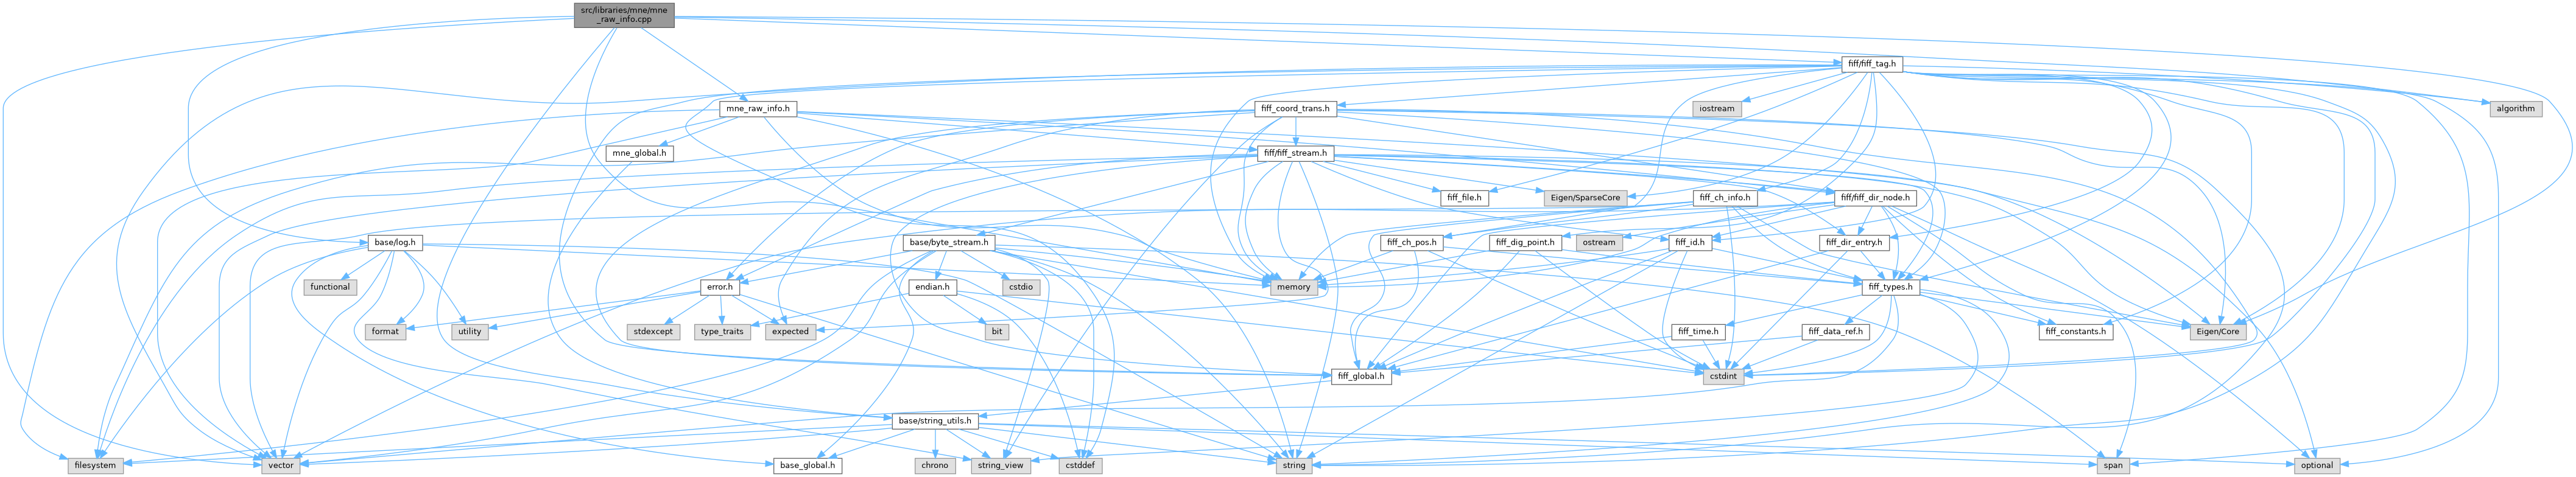 src/libraries/mne/mne
_raw_info.cpp
fiff/fiff_tag.h
mne_raw_info.h
fiff_coord_trans.h
iostream
algorithm
mne_global.h
fiff/fiff_stream.h
fiff_file.h
Eigen/SparseCore
fiff_ch_info.h
fiff/fiff_dir_node.h
base/log.h
base/byte_stream.h
fiff_ch_pos.h
fiff_dig_point.h
ostream
fiff_id.h
fiff_dir_entry.h
functional
error.h
endian.h
cstdio
memory
fiff_types.h
format
utility
stdexcept
type_traits
expected
bit
fiff_time.h
fiff_data_ref.h
fiff_constants.h
Eigen/Core
fiff_global.h
cstdint
base/string_utils.h
filesystem
vector
base_global.h
chrono
string_view
cstddef
string
span
optional